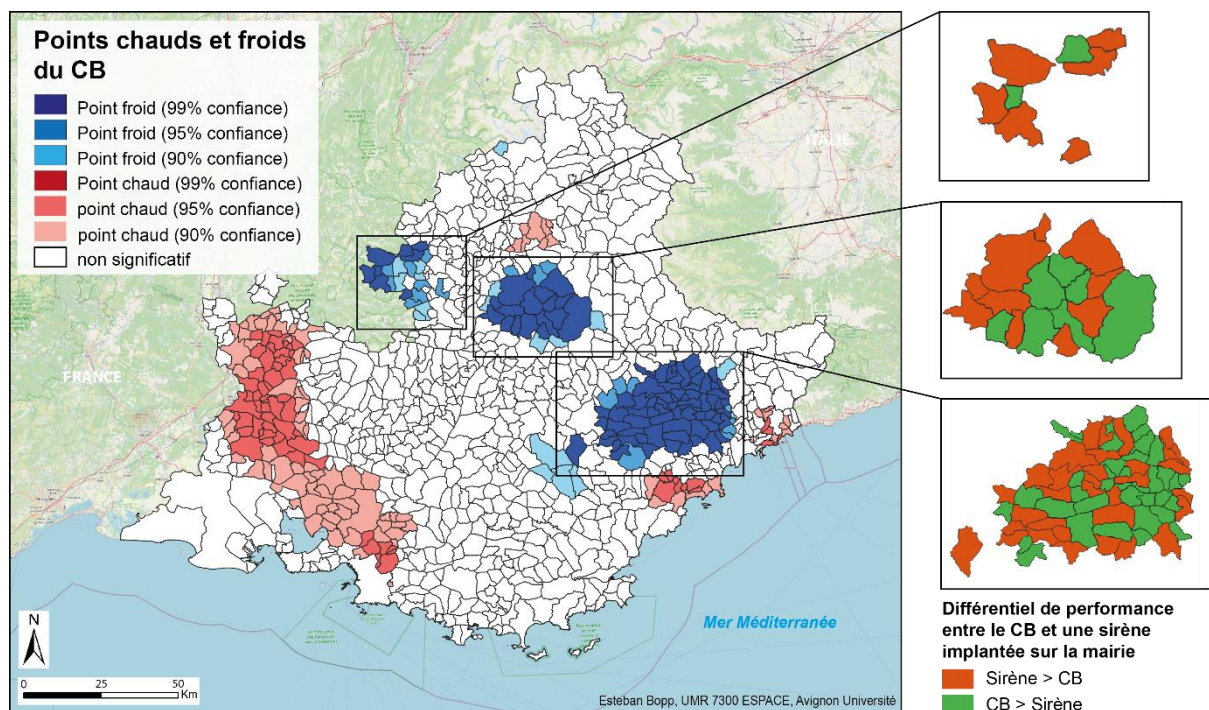 Points chauds et froids
du CB
Point froid (99% confiance)
Point froid (95% confiance)
Point froid (90% confiance)
Point chaud (99% confiance)
point chaud (95% confiance)
point chaud (90% confiance)
non significatif
ITALIE
FRANCE
Mer Méditerranée
N
0 25 50
Km
Esteban Bopp, UMR 7300 ESPACE, Avignon Université
Différentiel de performance
entre le CB et une sirène
implantée sur la mairie
Sirène > CB
CB > Sirène